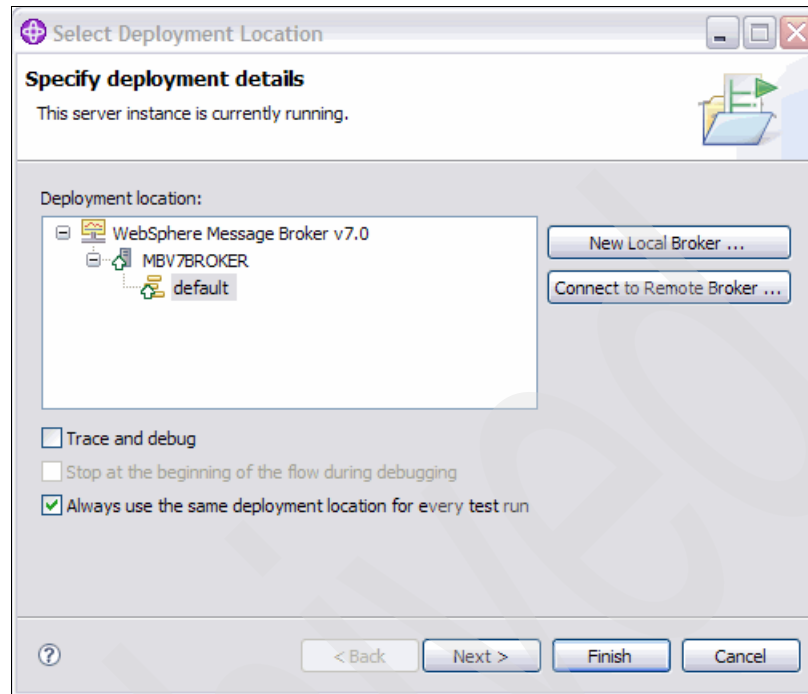 Select Deployment Location
Specify deployment details
This server instance is currently running.
Deployment location:
WebSphere Message Broker v7.0
MBV7BROKER
default
New Local Broker ...
Connect to Remote Broker ...
Trace and debug
Stop at the beginning of the flow during debugging
Always use the same deployment location for every test run
?
< Back
Next >
Finish
Cancel